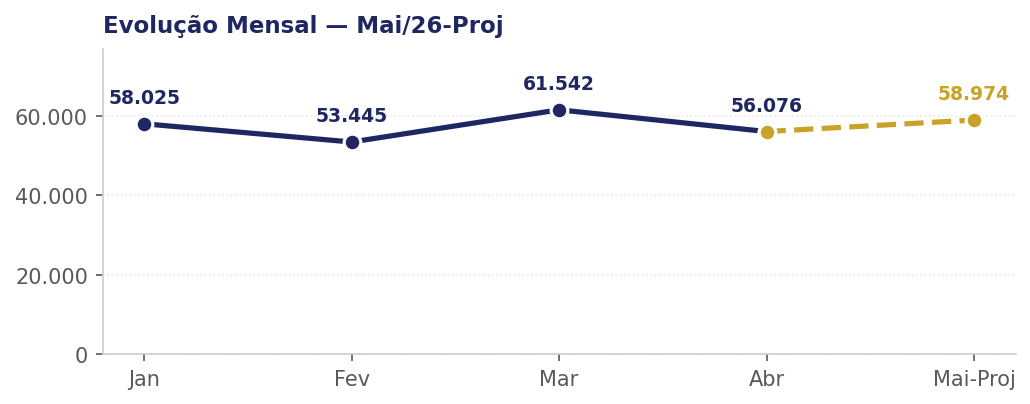 Evolução Mensal — Mai/26-Proj
58.025
53.445
61.542
56.076
58.974
60.000
40.000
20.000
0
Jan
Fev
Mar
Abr
Mai-Proj